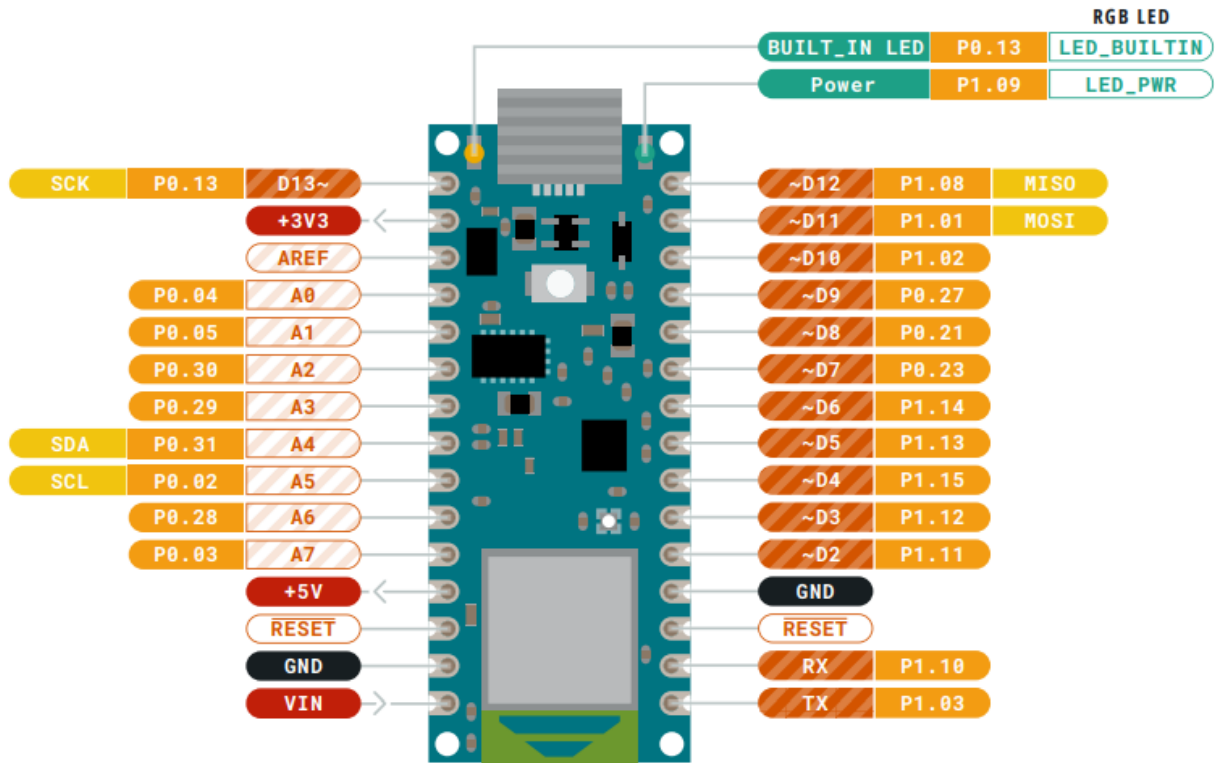 RGB LED
BUILT_IN LED P0.13 LED_BUILTIN
Power P1.09 LED_PWR
SCK P0.13 D13~
+3V3
AREF
P0.04 A0
P0.05 A1
P0.30 A2
P0.29 A3
SDA P0.31 A4
SCL P0.02 A5
P0.28 A6
P0.03 A7
+5V
RESET
GND
VIN
~D12 P1.08 MISO
~D11 P1.01 MOSI
~D10 P1.02
~D9 P0.27
~D8 P0.21
~D7 P0.23
~D6 P1.14
~D5 P1.13
~D4 P1.15
~D3 P1.12
~D2 P1.11
GND
RESET
RX P1.10
TX P1.03